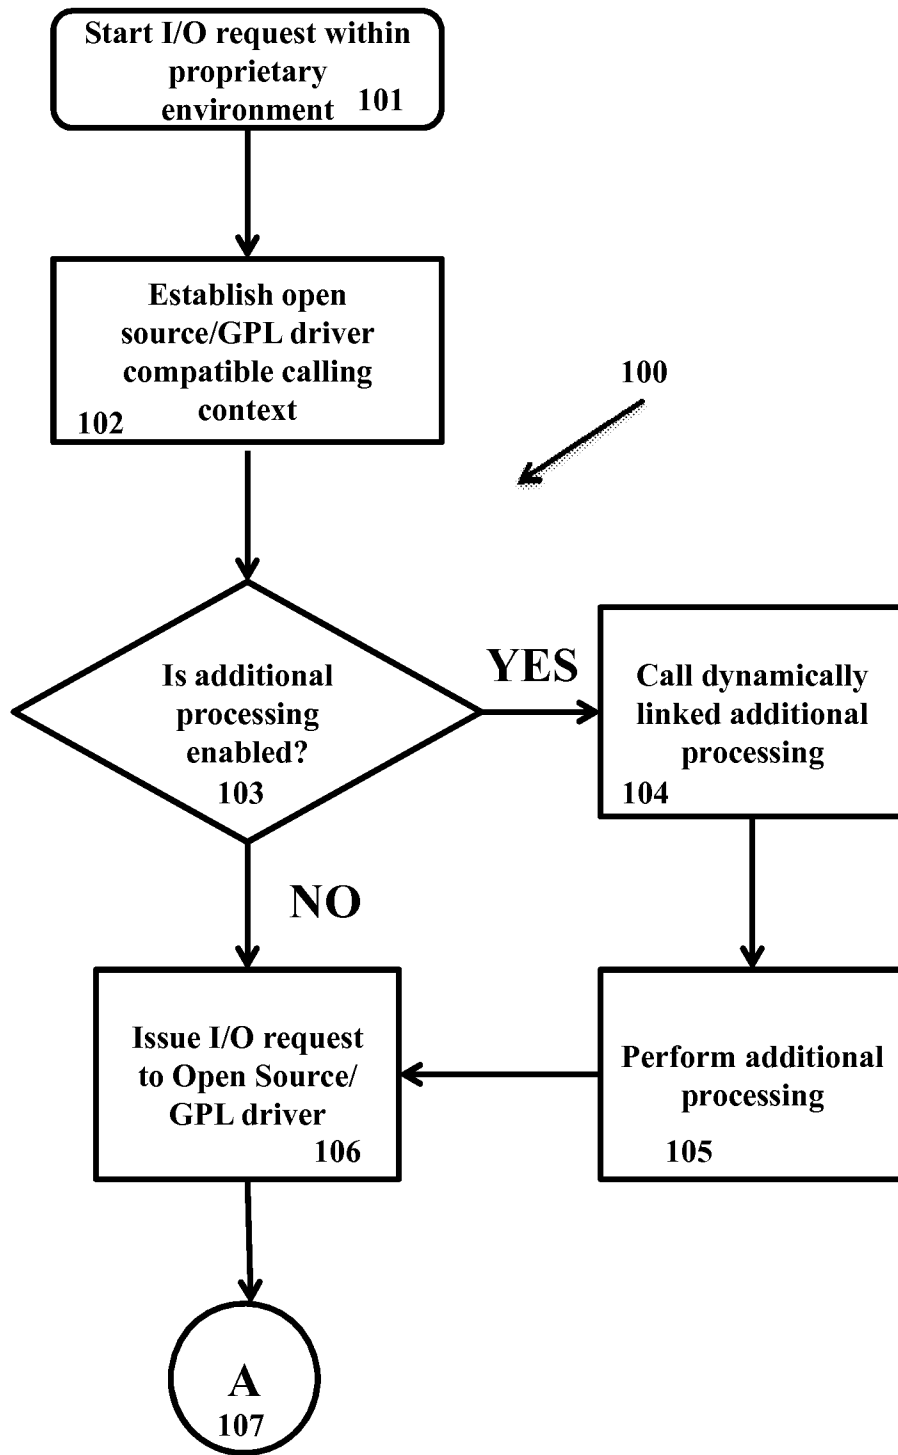 Start I/O request within
proprietary
environment
101
Establish open
source/GPL driver
compatible calling
context
102
100
Is additional
processing
enabled?
103
YES
Call dynamically
linked additional
processing
104
NO
Issue I/O request
to Open Source/
GPL driver
106
Perform additional
processing
105
A
107